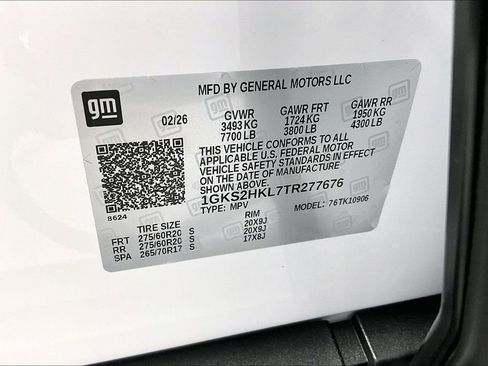 MFD BY GENERAL MOTORS LLC
gm
02/26 GVWR GAWR FRT GAWR RR
3493 KG 1724 KG 1950 KG
7700 LB 3800 LB 4300 LB
THIS VEHICLE CONFORMS TO ALL
APPLICABLE U.S. FEDERAL MOTOR
VEHICLE SAFETY STANDARDS IN EFFECT
ON THE DATE OF MANUFACTURE
SHOWN ABOVE.
1GKS2HKL7TR277676
TYPE: MPV MODEL: 76TK10906
8624
TIRE SIZE RIM
FRT 275/60R20 S 20X9J
RR 275/60R20 S 20X9J
SPA 265/70R17 S 17X8J